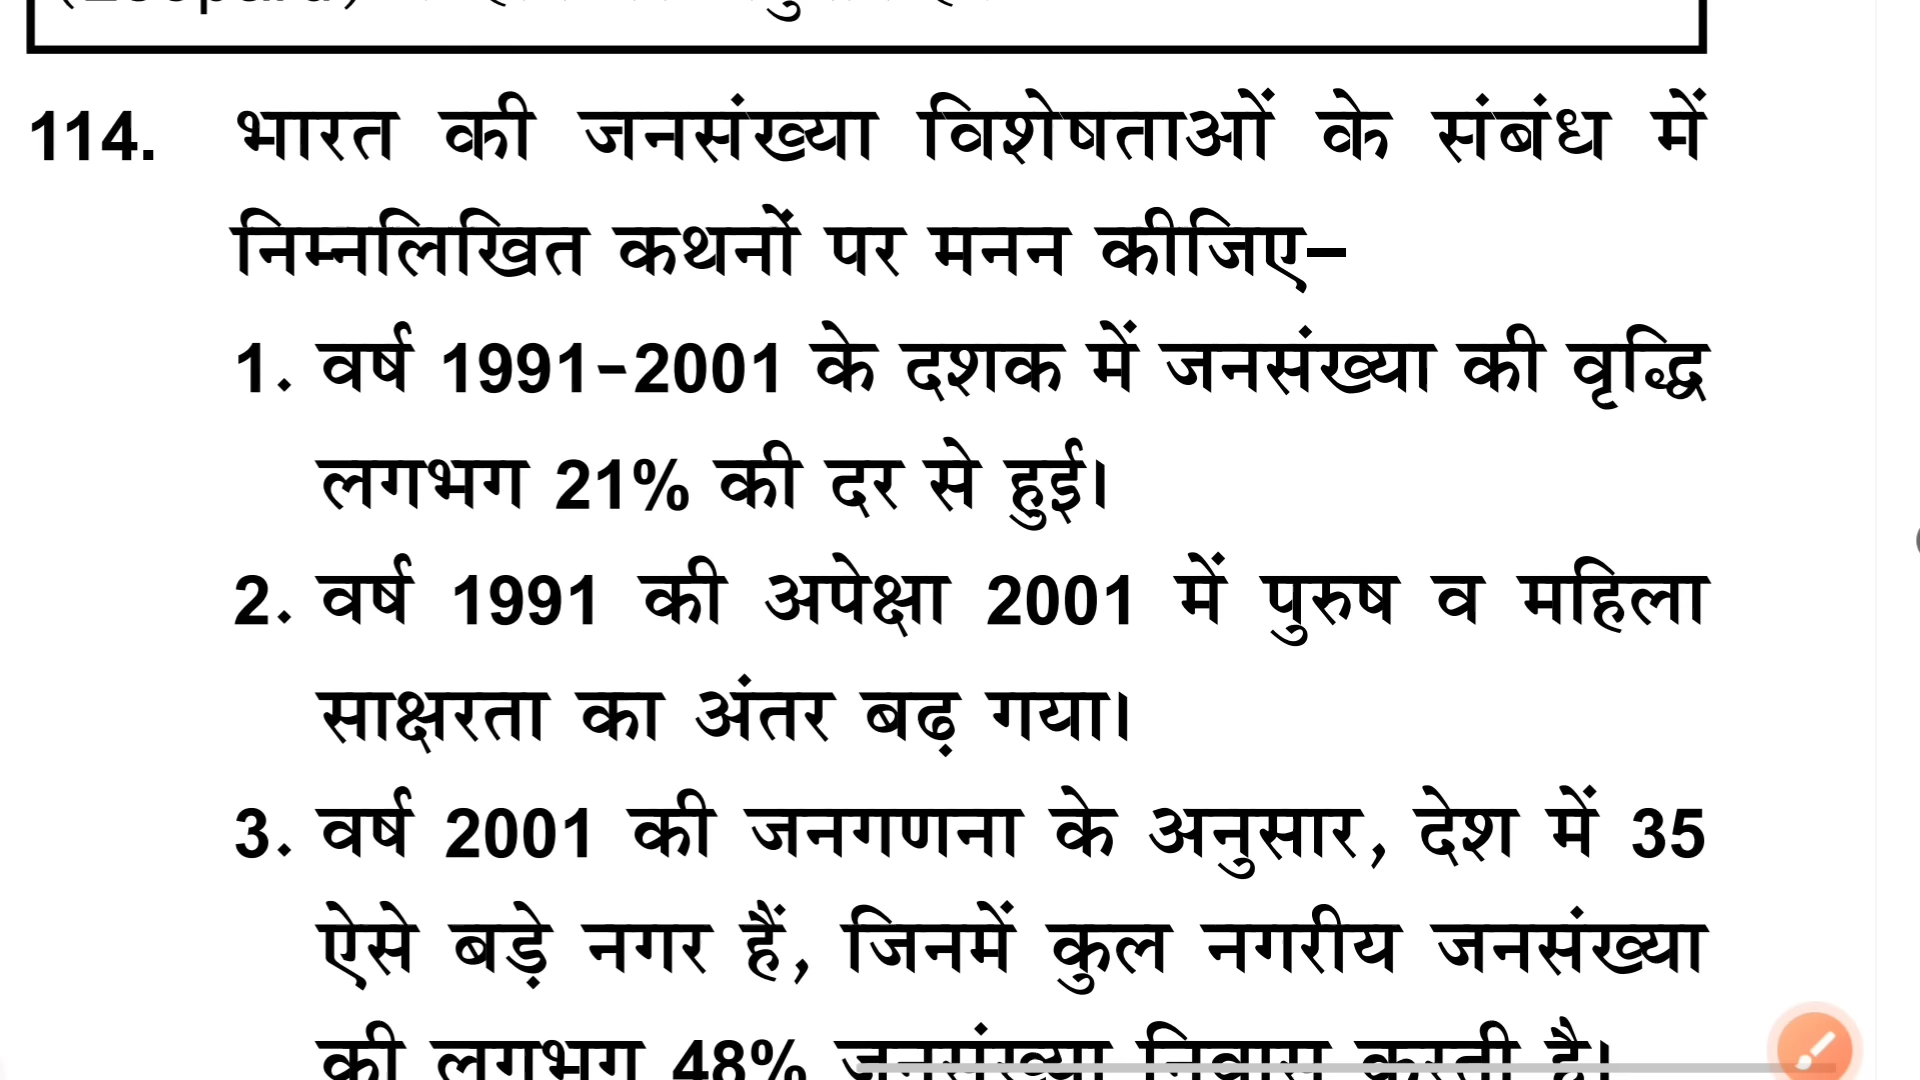 114. भारत की जनसंख्या विशेषताओं के संबंध में
निम्नलिखित कथनों पर मनन कीजिए–
1. वर्ष 1991-2001 के दशक में जनसंख्या की वृद्धि
लगभग 21% की दर से हुई।
2. वर्ष 1991 की अपेक्षा 2001 में पुरुष व महिला
साक्षरता का अंतर बढ़ गया।
3. वर्ष 2001 की जनगणना के अनुसार, देश में 35
ऐसे बड़े नगर हैं, जिनमें कुल नगरीय जनसंख्या
की लगभग 48% जनसंख्या निवास करती है।